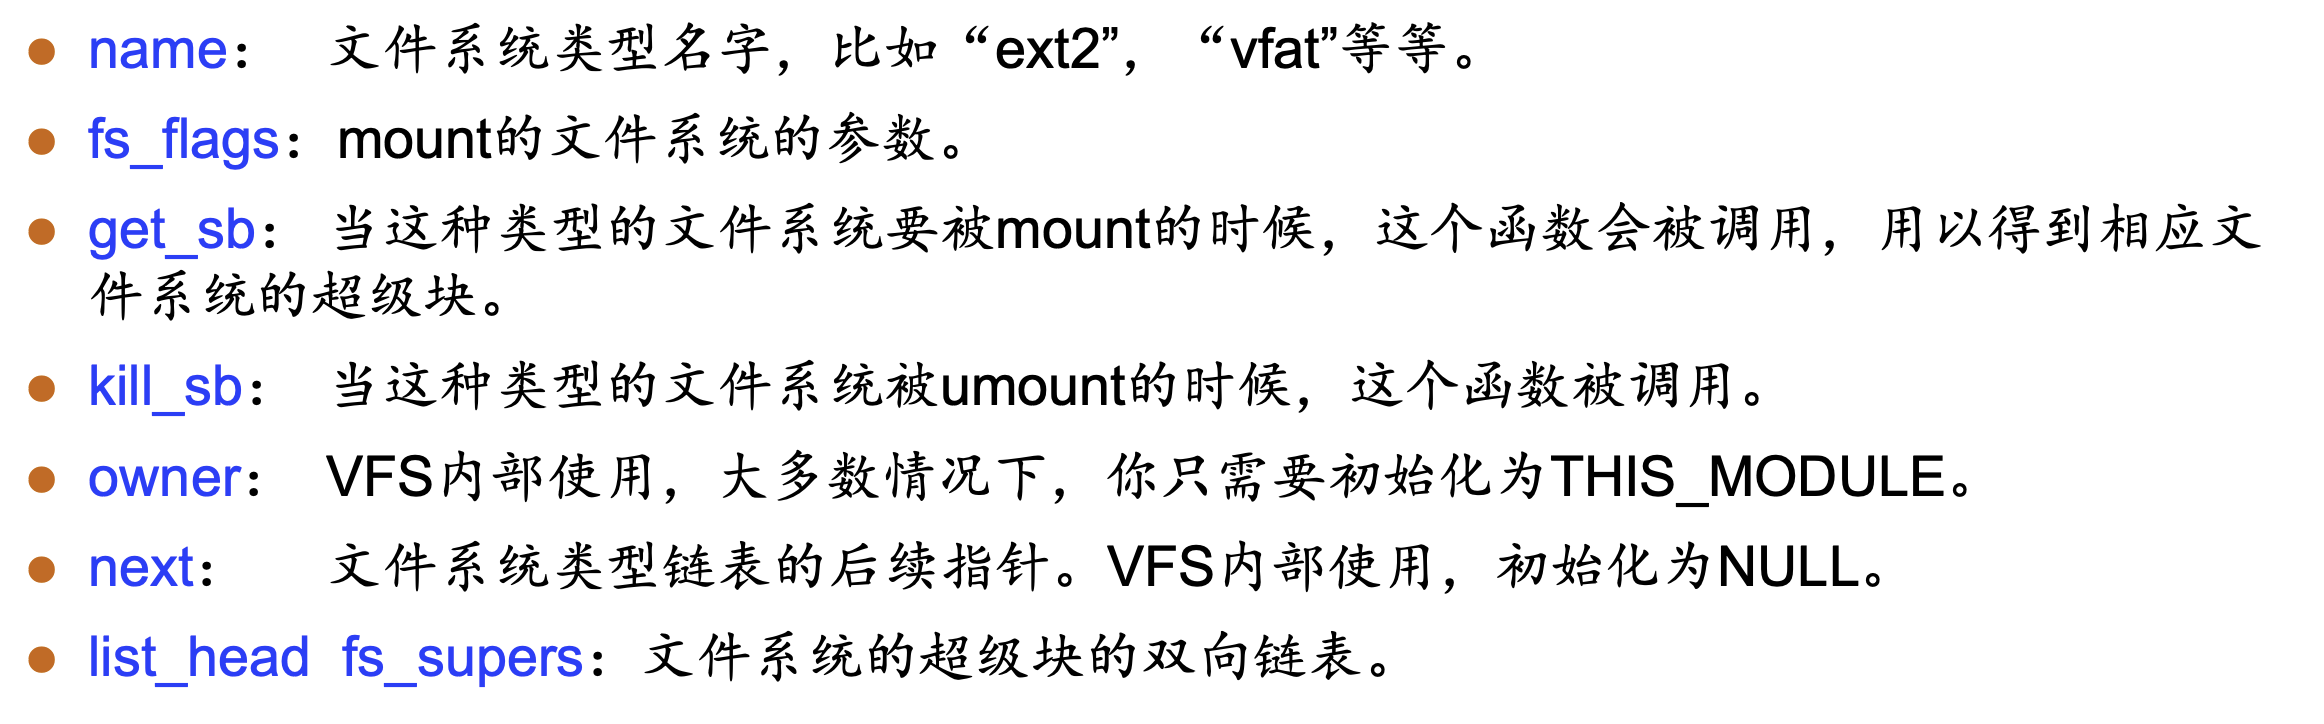 ● name： 文件系统类型名字，比如“ext2”，“vfat”等等。
● fs_flags：mount的文件系统的参数。
● get_sb： 当这种类型的文件系统要被mount的时候，这个函数会被调用，用以得到相应文
件系统的超级块。
● kill_sb： 当这种类型的文件系统被umount的时候，这个函数被调用。
● owner： VFS内部使用，大多数情况下，你只需要初始化为THIS_MODULE。
● next： 文件系统类型链表的后续指针。VFS内部使用，初始化为NULL。
● list_head fs_supers：文件系统的超级块的双向链表。